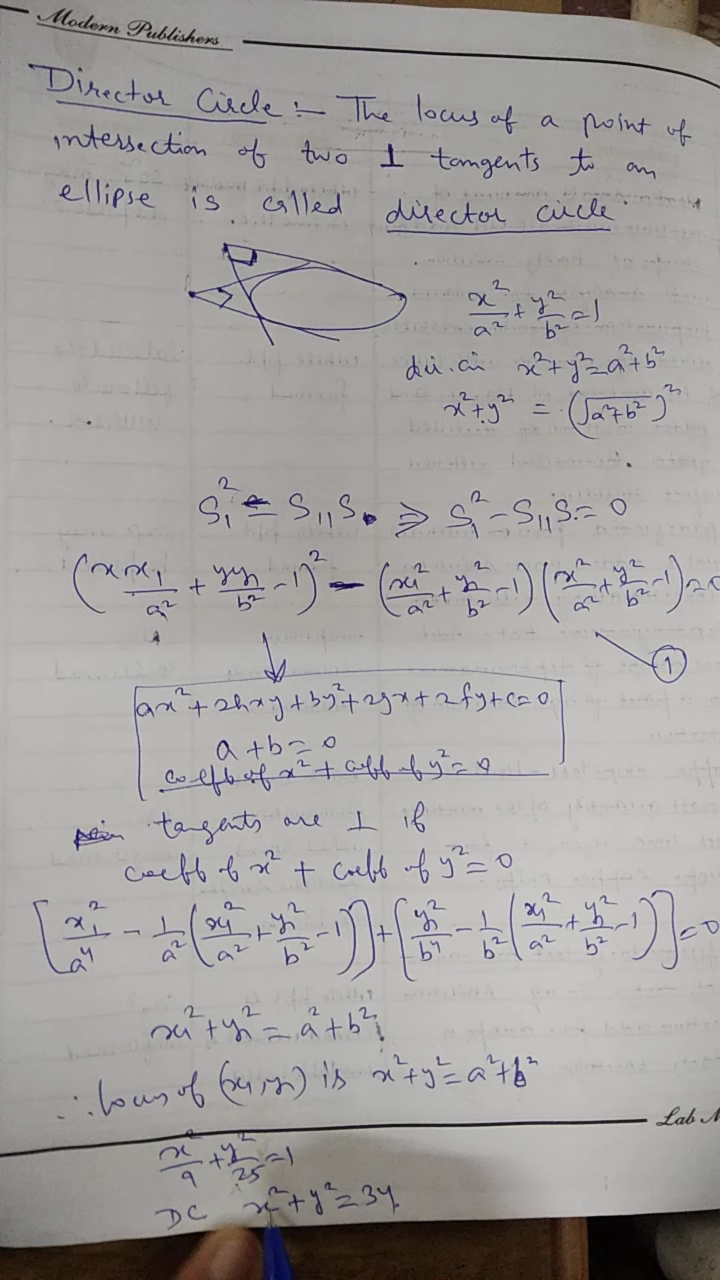 Modern Publishers
Director Circle :- The locus of a point of
intersection of two ⊥ tangents to an
ellipse is called director circle
x²/a² + y²/b² = 1
dir. cir x² + y² = a² + b²
x² + y² = (√a²+b²)²
S₁² = S₁₁S. ⇒ S₁² - S₁₁S = 0
(xx₁/a² + yy₁/b² - 1)² - (x₁²/a² + y₁²/b² - 1)(x²/a² + y²/b² - 1) = 0
①
ax² + 2hxy + by² + 2gx + 2fy + c = 0
a + b = 0
coeff of x² + coeff of y² = 0
tangents are ⊥ if
coeff of x² + coeff of y² = 0
[x₁²/a⁴ - 1/a²(x₁²/a² + y₁²/b² - 1)] + [y₁²/b⁴ - 1/b²(x₁²/a² + y₁²/b² - 1)] = 0
x₁² + y₁² = a² + b²
∴ locus of (x₁, y₁) is x² + y² = a² + b²
Lab
x²/9 + y²/25 = 1
DC x² + y² = 34